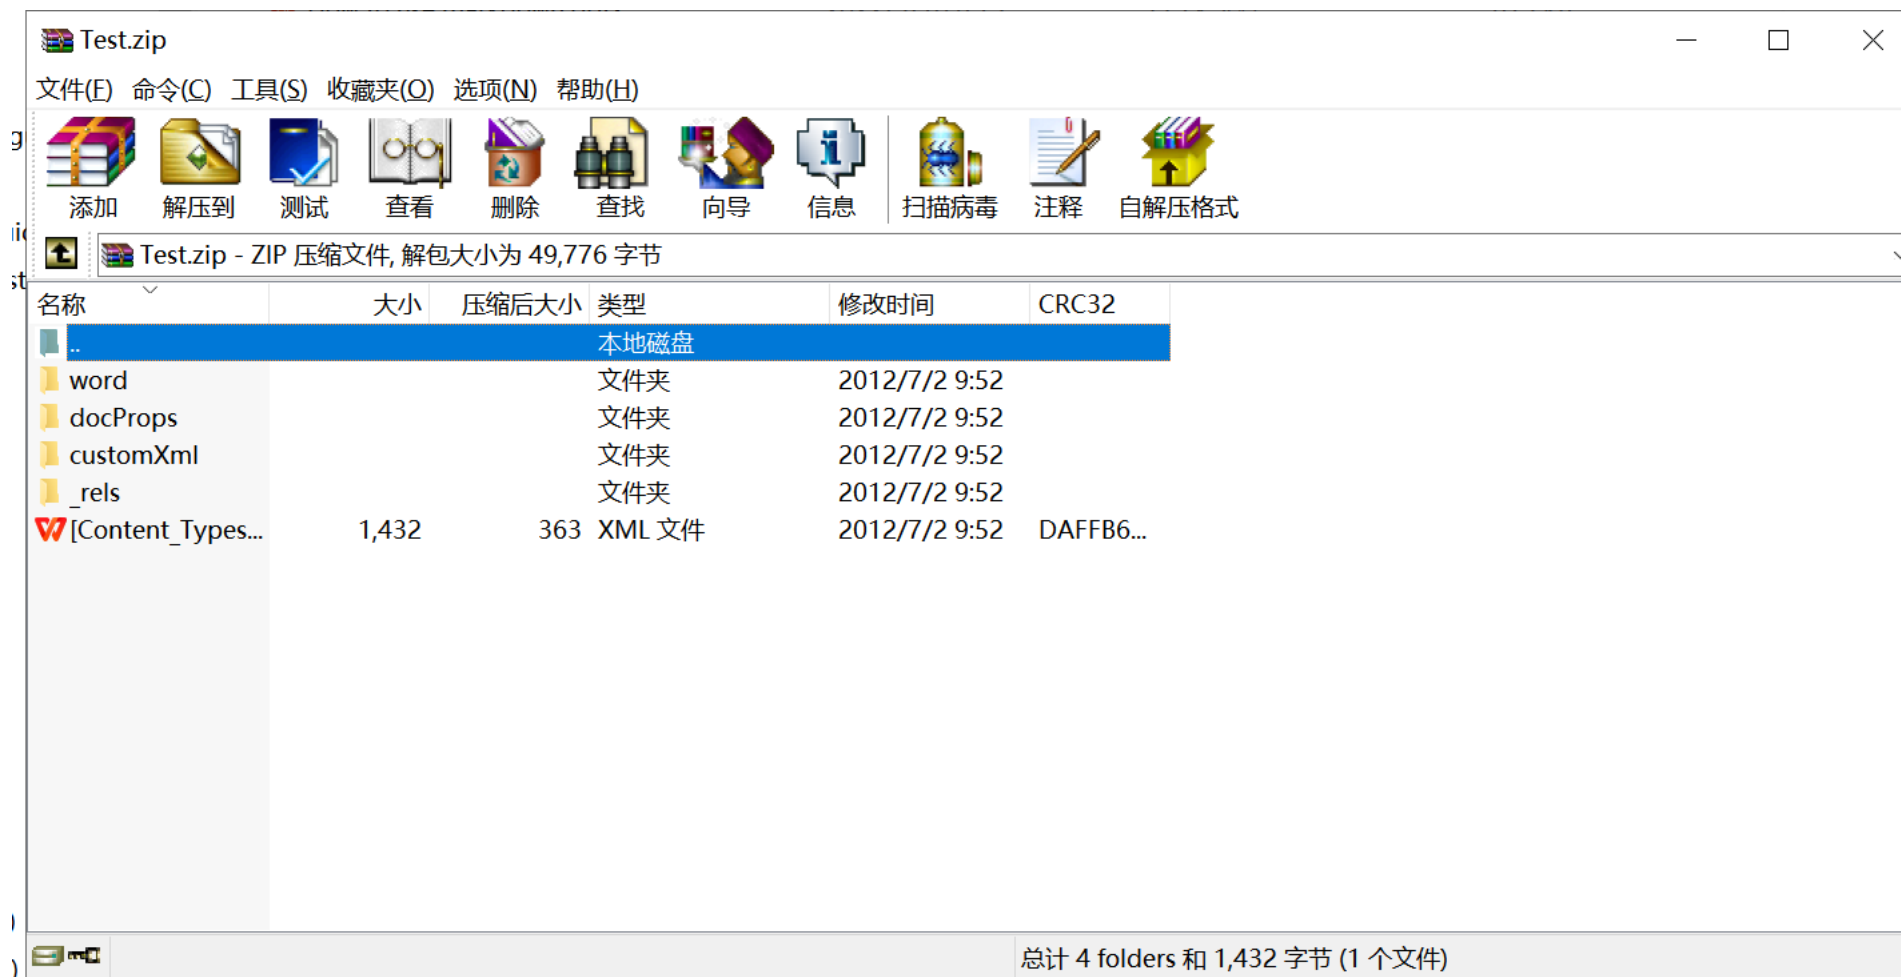 Test.zip
文件(F) 命令(C) 工具(S) 收藏夹(O) 选项(N) 帮助(H)
添加 解压到 测试 查看 删除 查找 向导 信息 扫描病毒 注释 自解压格式
Test.zip - ZIP 压缩文件, 解包大小为 49,776 字节
名称 大小 压缩后大小 类型 修改时间 CRC32
.. 本地磁盘
word 文件夹 2012/7/2 9:52
docProps 文件夹 2012/7/2 9:52
customXml 文件夹 2012/7/2 9:52
_rels 文件夹 2012/7/2 9:52
[Content_Types... 1,432 363 XML 文件 2012/7/2 9:52 DAFFB6...
总计 4 folders 和 1,432 字节 (1 个文件)